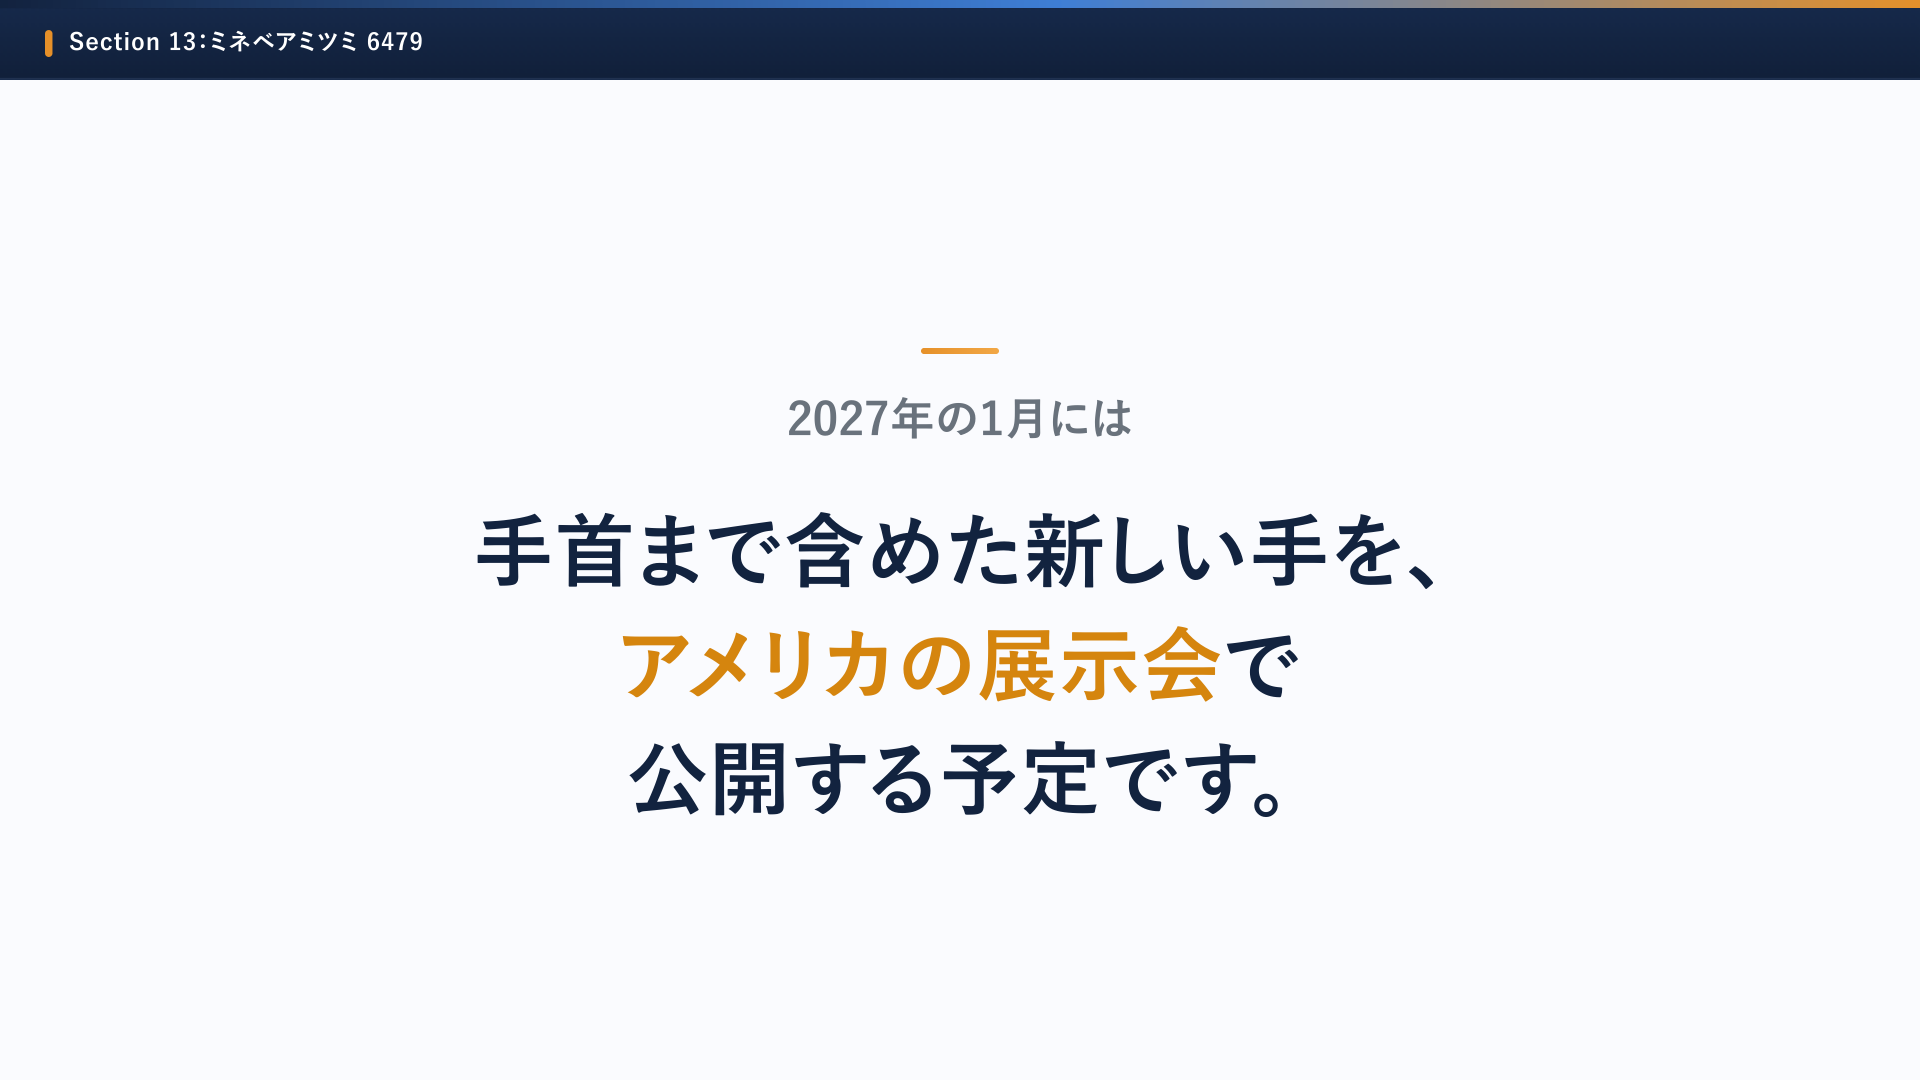 Section 13：ミネベアミツミ 6479
2027年の1月には
手首まで含めた新しい手を、
アメリカの展示会で
公開する予定です。